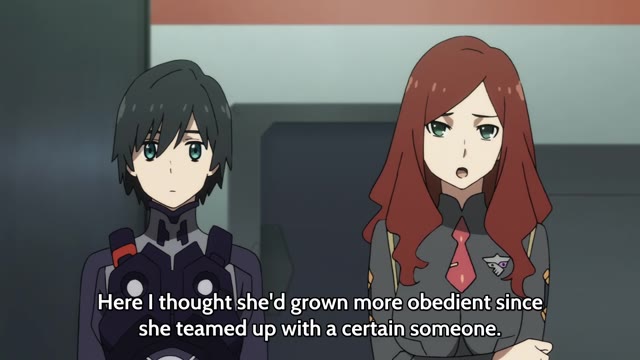 Here I thought she'd grown more obedient since
she teamed up with a certain someone.